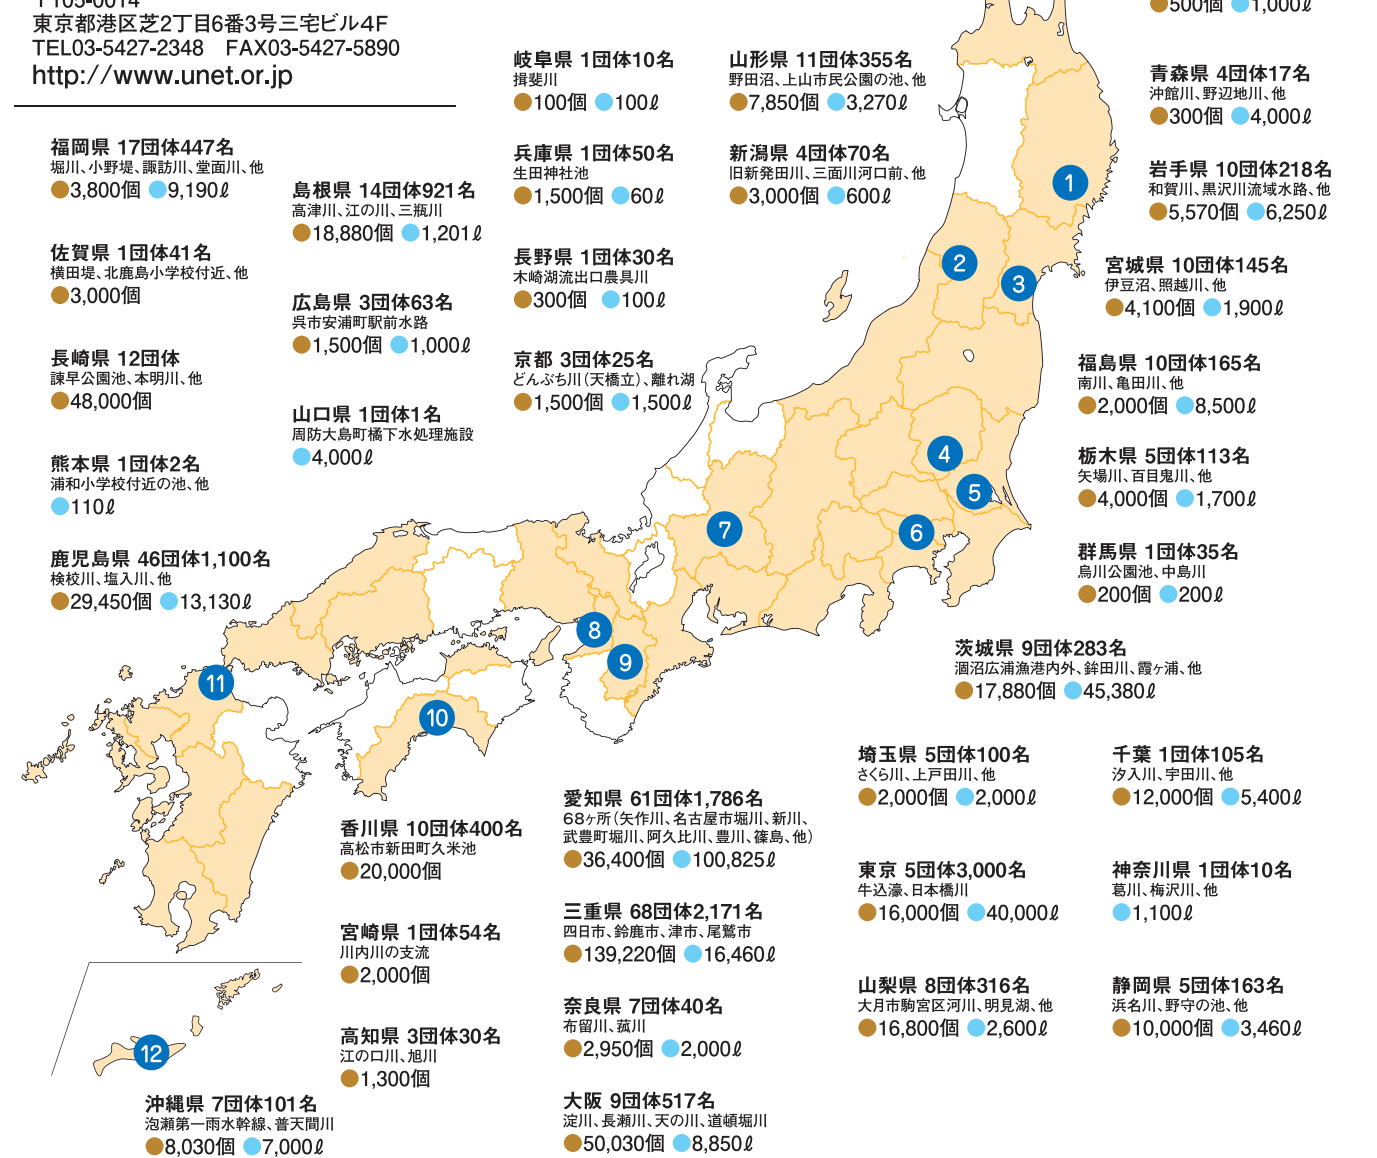 〒105-0014
東京都港区芝2丁目6番3号三宅ビル4F
TEL03-5427-2348 FAX03-5427-5890
http://www.unet.or.jp
福岡県 17団体447名
堀川、小野堤、諏訪川、堂面川、他
3,800個 9,190ℓ
佐賀県 1団体41名
横田堤、北鹿島小学校付近、他
3,000個
長崎県 12団体
諫早公園池、本明川、他
48,000個
熊本県 1団体2名
浦和小学校付近の池、他
110ℓ
鹿児島県 46団体1,100名
検校川、塩入川、他
29,450個 13,130ℓ
島根県 14団体921名
高津川、江の川、三瓶川
18,880個 1,201ℓ
広島県 3団体63名
呉市安浦町駅前水路
1,500個 1,000ℓ
山口県 1団体1名
周防大島町橘下水処理施設
4,000ℓ
岐阜県 1団体10名
揖斐川
100個 100ℓ
兵庫県 1団体50名
生田神社池
1,500個 60ℓ
長野県 1団体30名
木崎湖流出口農具川
300個 100ℓ
京都 3団体25名
どんぶち川(天橋立)、離れ湖
1,500個 1,500ℓ
山形県 11団体355名
野田沼、上山市民公園の池、他
7,850個 3,270ℓ
新潟県 4団体70名
旧新発田川、三面川河口前、他
3,000個 600ℓ
500個 1,000ℓ
青森県 4団体17名
沖館川、野辺地川、他
300個 4,000ℓ
岩手県 10団体218名
和賀川、黒沢川流域水路、他
5,570個 6,250ℓ
宮城県 10団体145名
伊豆沼、照越川、他
4,100個 1,900ℓ
福島県 10団体165名
南川、亀田川、他
2,000個 8,500ℓ
栃木県 5団体113名
矢場川、百目鬼川、他
4,000個 1,700ℓ
群馬県 1団体35名
烏川公園池、中島川
200個 200ℓ
茨城県 9団体283名
涸沼広浦漁港内外、鉾田川、霞ヶ浦、他
17,880個 45,380ℓ
埼玉県 5団体100名
さくら川、上戸田川、他
2,000個 2,000ℓ
千葉 1団体105名
汐入川、宇田川、他
12,000個 5,400ℓ
東京 5団体3,000名
牛込濠、日本橋川
16,000個 40,000ℓ
神奈川県 1団体10名
葛川、梅沢川、他
1,100ℓ
山梨県 8団体316名
大月市駒宮区河川、明見湖、他
16,800個 2,600ℓ
静岡県 5団体163名
浜名川、野守の池、他
10,000個 3,460ℓ
愛知県 61団体1,786名
68ヶ所(矢作川、名古屋市堀川、新川、
武豊町堀川、阿久比川、豊川、篠島、他)
36,400個 100,825ℓ
三重県 68団体2,171名
四日市、鈴鹿市、津市、尾鷲市
139,220個 16,460ℓ
奈良県 7団体40名
布留川、菰川
2,950個 2,000ℓ
大阪 9団体517名
淀川、長瀬川、天の川、道頓堀川
50,030個 8,850ℓ
香川県 10団体400名
高松市新田町久米池
20,000個
宮崎県 1団体54名
川内川の支流
2,000個
高知県 3団体30名
江の口川、旭川
1,300個
沖縄県 7団体101名
泡瀬第一雨水幹線、普天間川
8,030個 7,000ℓ
1
2
3
4
5
6
7
8
9
10
11
12